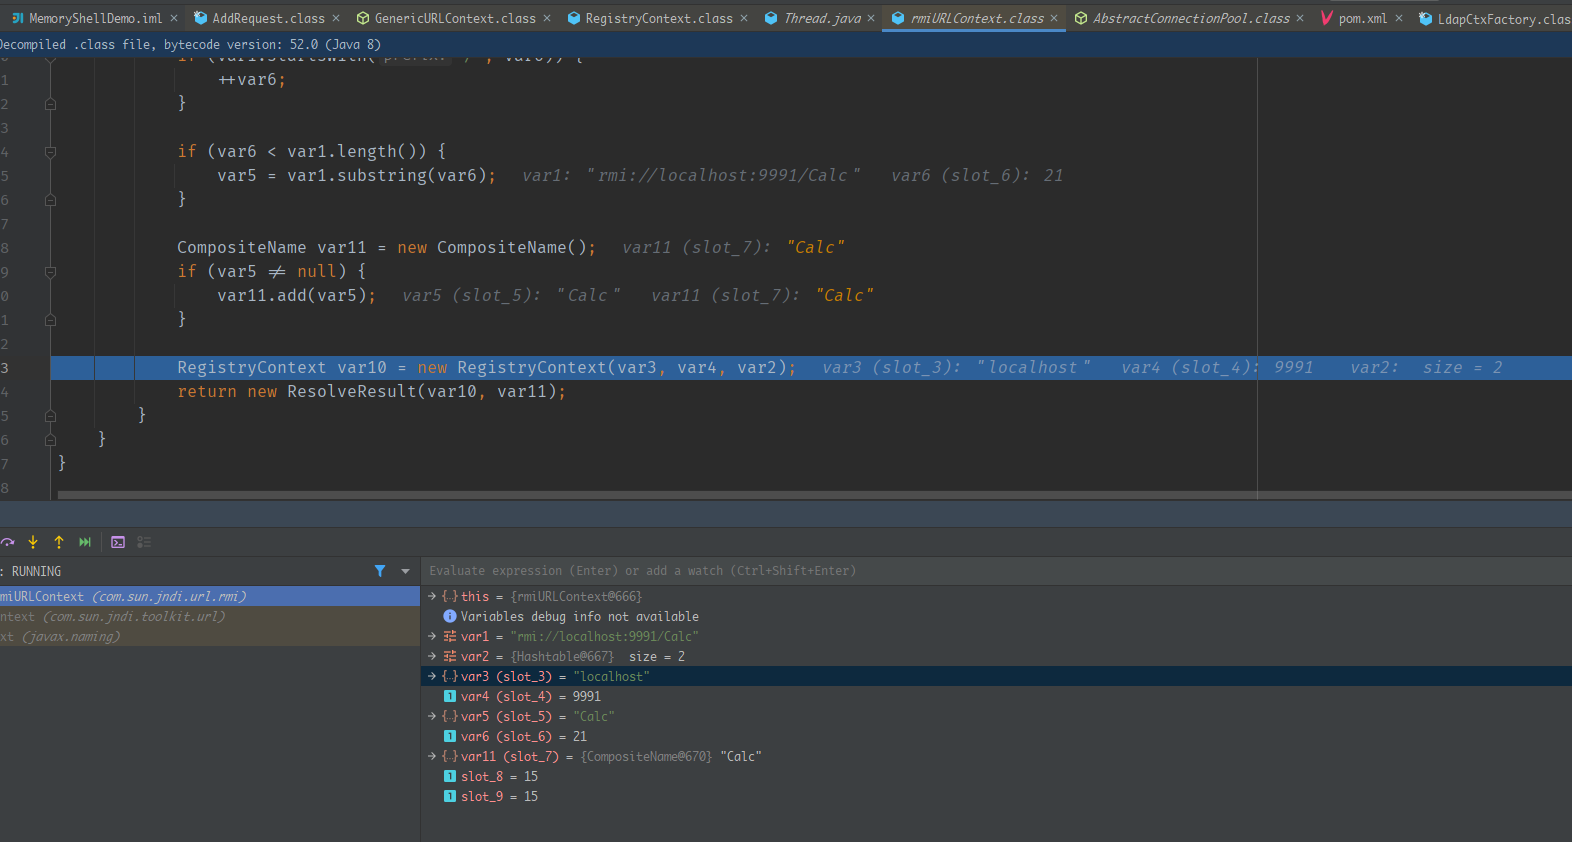 MemoryShellDemo.iml × AddRequest.class × GenericURLContext.class × RegistryContext.class × Thread.java × rmiURLContext.class × AbstractConnectionPool.class × pom.xml × LdapCtxFactory.clas
Decompiled .class file, bytecode version: 52.0 (Java 8)
1 ++var6;
2 }
3
4 if (var6 < var1.length()) {
5 var5 = var1.substring(var6); var1: "rmi://localhost:9991/Calc" var6 (slot_6): 21
6 }
7
8 CompositeName var11 = new CompositeName(); var11 (slot_7): "Calc"
9 if (var5 ≠ null) {
0 var11.add(var5); var5 (slot_5): "Calc" var11 (slot_7): "Calc"
1 }
2
3 RegistryContext var10 = new RegistryContext(var3, var4, var2); var3 (slot_3): "localhost" var4 (slot_4): 9991 var2: size = 2
4 return new ResolveResult(var10, var11);
5 }
6 }
7 }
8
: RUNNING
Evaluate expression (Enter) or add a watch (Ctrl+Shift+Enter)
miURLContext (com.sun.jndi.url.rmi)
ntext (com.sun.jndi.toolkit.url)
xt (javax.naming)
this = {rmiURLContext@666}
Variables debug info not available
var1 = "rmi://localhost:9991/Calc"
var2 = {Hashtable@667} size = 2
var3 (slot_3) = "localhost"
var4 (slot_4) = 9991
var5 (slot_5) = "Calc"
var6 (slot_6) = 21
var11 (slot_7) = {CompositeName@670} "Calc"
slot_8 = 15
slot_9 = 15